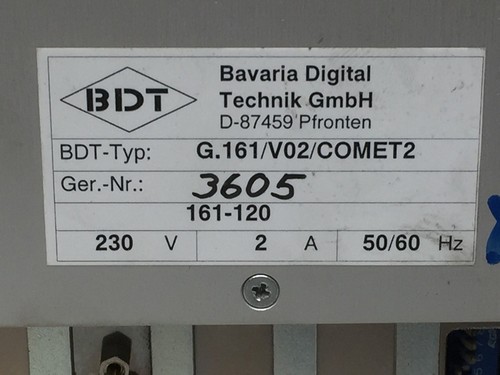 BDT
Bavaria Digital
Technik GmbH
D-87459 Pfronten
BDT-Typ: G.161/V02/COMET2
Ger.-Nr.: 3605
161-120
230 V 2 A 50/60 Hz